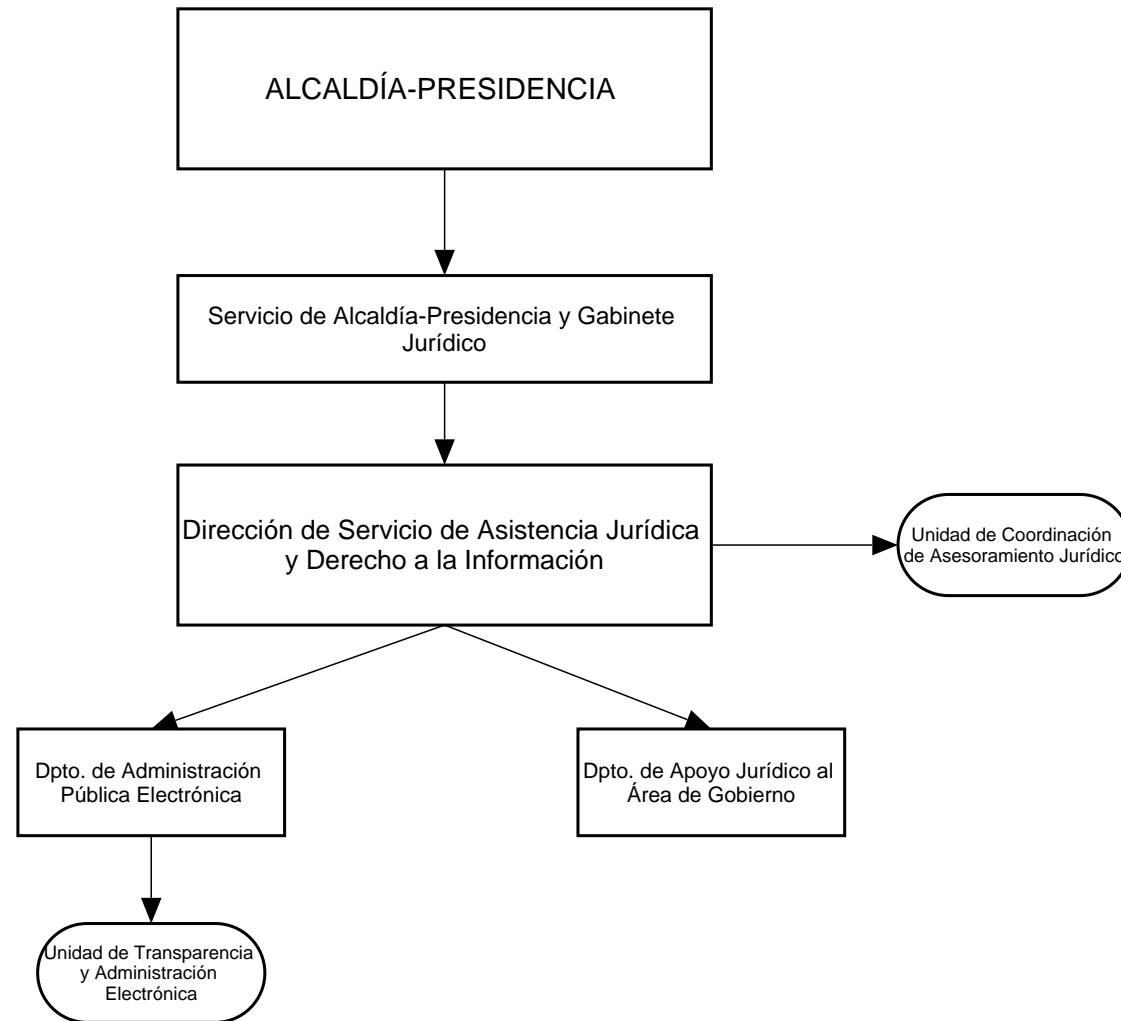 ALCALDÍA-PRESIDENCIA
Servicio de Alcaldía-Presidencia y Gabinete
Jurídico
Dirección de Servicio de Asistencia Jurídica
y Derecho a la Información
Unidad de Coordinación
de Asesoramiento Jurídico
Dpto. de Administración
Pública Electrónica
Dpto. de Apoyo Jurídico al
Área de Gobierno
Unidad de Transparencia
y Administración
Electrónica